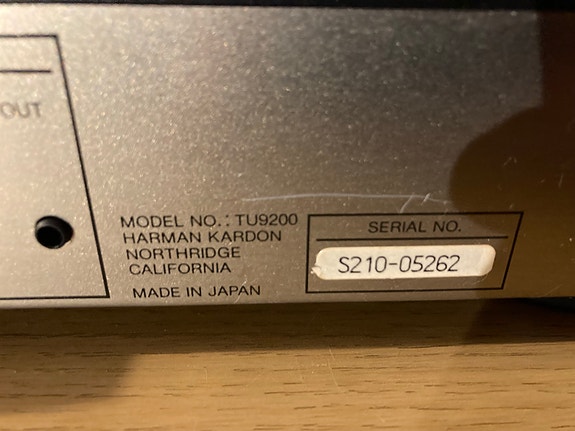 OUT
MODEL NO.: TU9200
HARMAN KARDON
NORTHRIDGE
CALIFORNIA
MADE IN JAPAN
SERIAL NO.
S210-05262